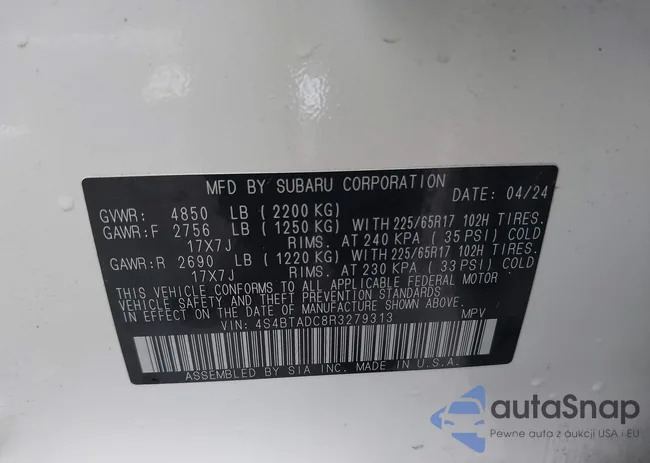 MFD BY SUBARU CORPORATION DATE: 04/24
GVWR: 4850 LB (2200 KG)
GAWR:F 2756 LB (1250 KG) WITH 225/65R17 102H TIRES.
17X7J RIMS. AT 240 KPA (35 PSI) COLD
GAWR:R 2690 LB (1220 KG) WITH 225/65R17 102H TIRES.
17X7J RIMS. AT 230 KPA (33 PSI) COLD
THIS VEHICLE CONFORMS TO ALL APPLICABLE FEDERAL MOTOR
VEHICLE SAFETY AND THEFT PREVENTION STANDARDS
IN EFFECT ON THE DATE OF MANUFACTURE SHOWN ABOVE.
VIN: 4S4BTADC8R3279313 MPV
ASSEMBLED BY SIA INC. MADE IN U.S.A.
autaSnap
Pewne auta z aukcji USA i EU